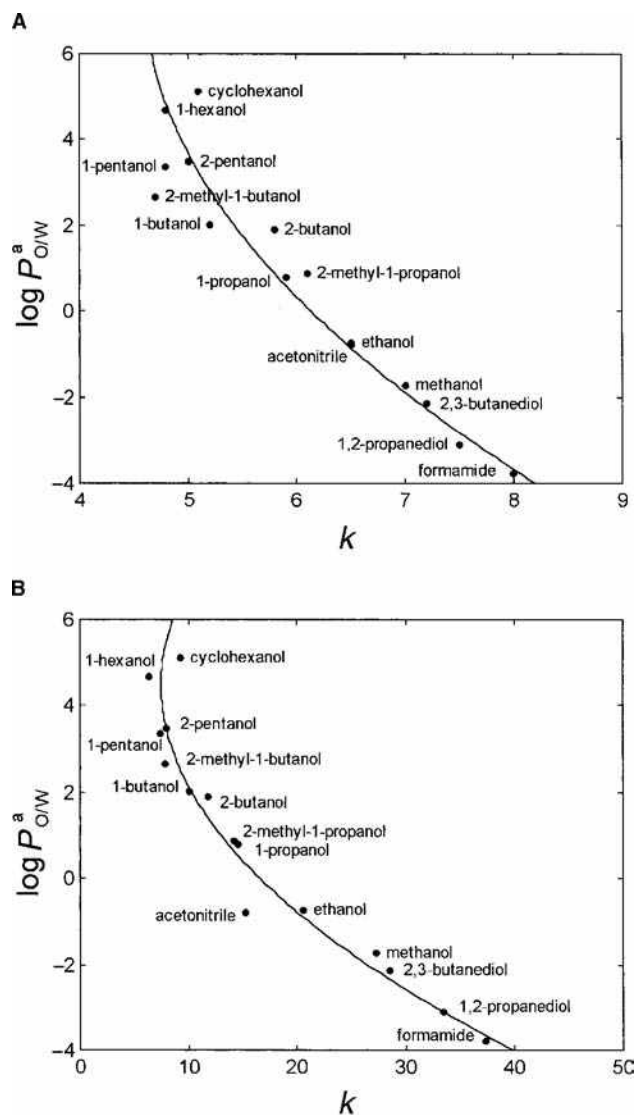 A
6
4
2
0
−2
−4
log P^a_O/W
cyclohexanol
1-hexanol
1-pentanol
2-pentanol
2-methyl-1-butanol
1-butanol
2-butanol
2-methyl-1-propanol
1-propanol
ethanol
acetonitrile
methanol
2,3-butanediol
1,2-propanediol
formamide
4 5 6 7 8 9
k
B
6
4
2
0
−2
−4
log P^a_O/W
1-hexanol
cyclohexanol
2-pentanol
1-pentanol
2-methyl-1-butanol
1-butanol
2-butanol
2-methyl-1-propanol
1-propanol
acetonitrile
ethanol
methanol
2,3-butanediol
1,2-propanediol
formamide
0 10 20 30 40 50
k